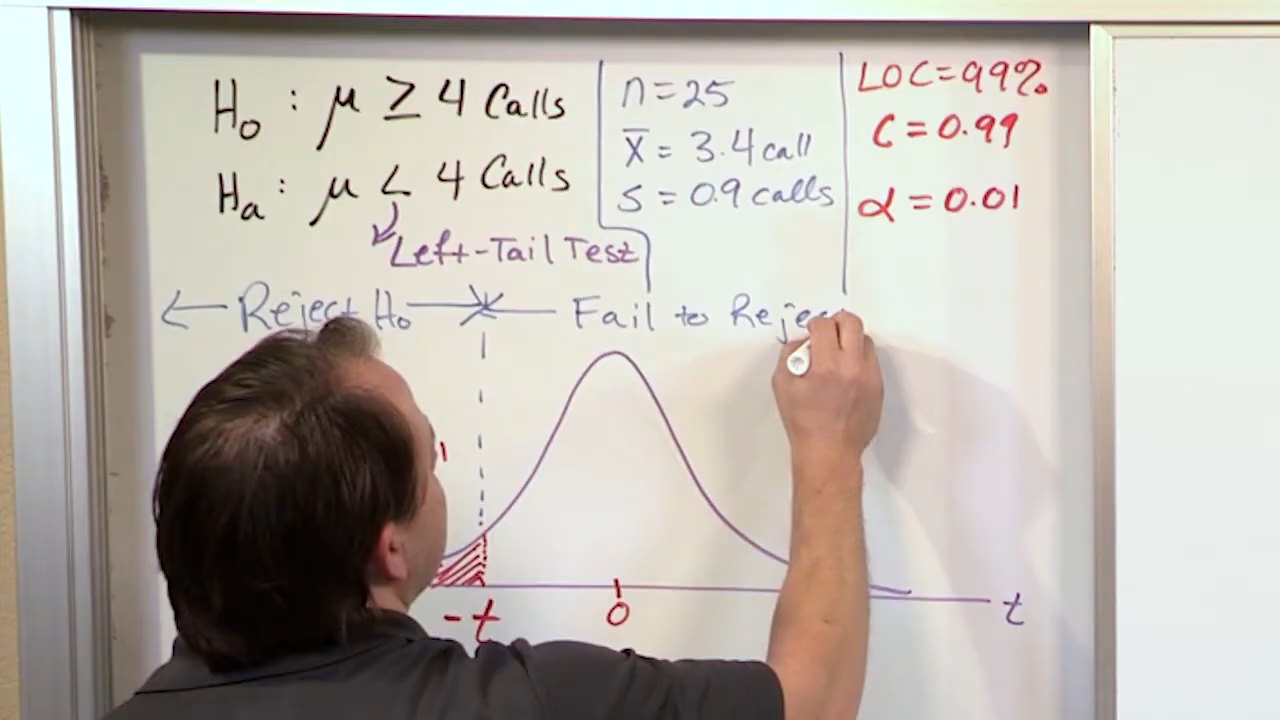 H₀ : μ ≥ 4 Calls
Hₐ : μ < 4 Calls
Left-Tail Test
n = 25
x̄ = 3.4 call
s = 0.9 calls
LOC = 99%
C = 0.99
α = 0.01
Reject H₀
Fail to Rejec
-t
0
t